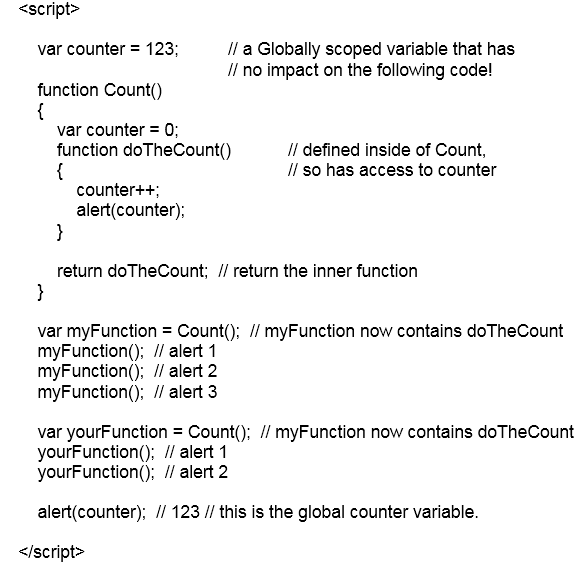 <script>
var counter = 123; // a Globally scoped variable that has
// no impact on the following code!
function Count()
{
var counter = 0;
function doTheCount() // defined inside of Count,
{ // so has access to counter
counter++;
alert(counter);
}
return doTheCount; // return the inner function
}
var myFunction = Count(); // myFunction now contains doTheCount
myFunction(); // alert 1
myFunction(); // alert 2
myFunction(); // alert 3
var yourFunction = Count(); // myFunction now contains doTheCount
yourFunction(); // alert 1
yourFunction(); // alert 2
alert(counter); // 123 // this is the global counter variable.
</script>